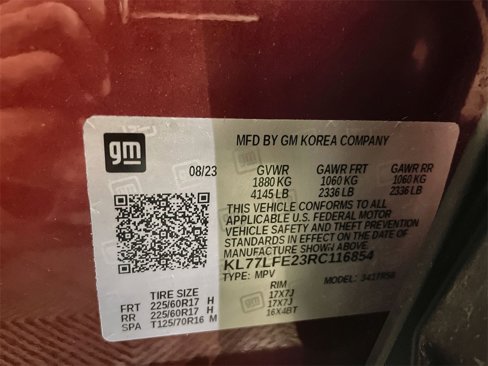 gm
MFD BY GM KOREA COMPANY
08/23 GVWR GAWR FRT GAWR RR
1880 KG 1060 KG 1060 KG
4145 LB 2336 LB 2336 LB
THIS VEHICLE CONFORMS TO ALL
APPLICABLE U.S. FEDERAL MOTOR
VEHICLE SAFETY AND THEFT PREVENTION
STANDARDS IN EFFECT ON THE DATE OF
MANUFACTURE SHOWN ABOVE.
KL77LFE23RC116854
TYPE: MPV MODEL:
TIRE SIZE RIM
FRT 225/60R17 H 17X7J
RR 225/60R17 H 17X7J
SPA T125/70R16 M 16X4BT